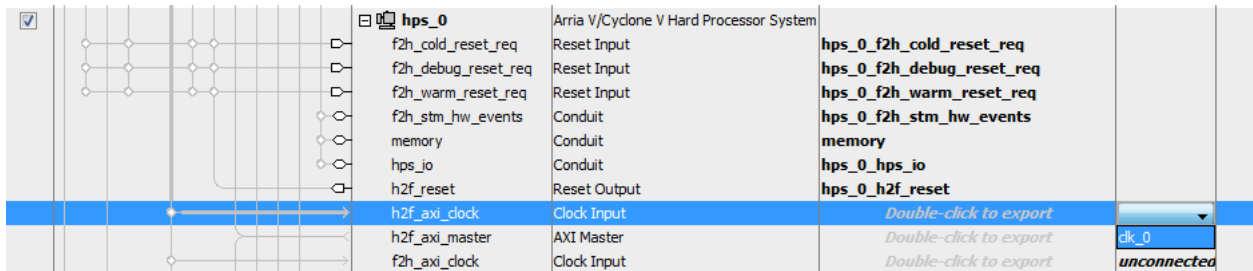 hps_0 Arria V/Cyclone V Hard Processor System
f2h_cold_reset_req Reset Input hps_0_f2h_cold_reset_req
f2h_debug_reset_req Reset Input hps_0_f2h_debug_reset_req
f2h_warm_reset_req Reset Input hps_0_f2h_warm_reset_req
f2h_stm_hw_events Conduit hps_0_f2h_stm_hw_events
memory Conduit memory
hps_io Conduit hps_0_hps_io
h2f_reset Reset Output hps_0_h2f_reset
h2f_axi_clock Clock Input Double-click to export
h2f_axi_master AXI Master Double-click to export clk_0
f2h_axi_clock Clock Input Double-click to export unconnected